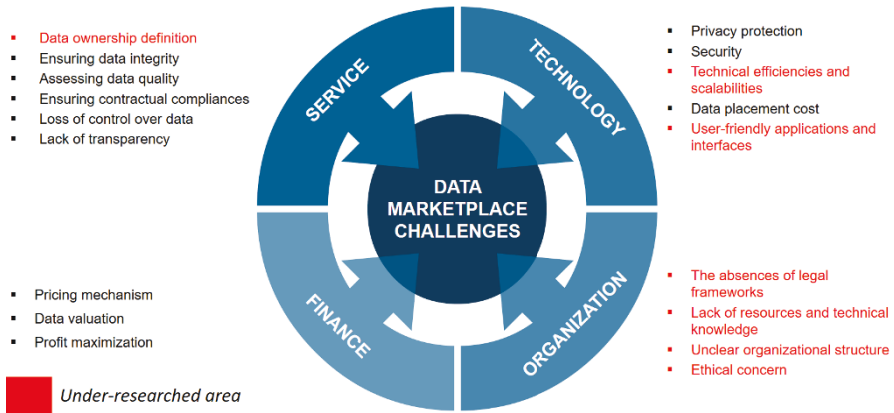 ▪ Data ownership definition
▪ Ensuring data integrity
▪ Assessing data quality
▪ Ensuring contractual compliances
▪ Loss of control over data
▪ Lack of transparency
SERVICE
TECHNOLOGY
▪ Privacy protection
▪ Security
▪ Technical efficiencies and
scalabilities
▪ Data placement cost
▪ User-friendly applications and
interfaces
DATA
MARKETPLACE
CHALLENGES
▪ Pricing mechanism
▪ Data valuation
▪ Profit maximization
FINANCE
ORGANIZATION
▪ The absences of legal
frameworks
▪ Lack of resources and technical
knowledge
▪ Unclear organizational structure
▪ Ethical concern
Under-researched area